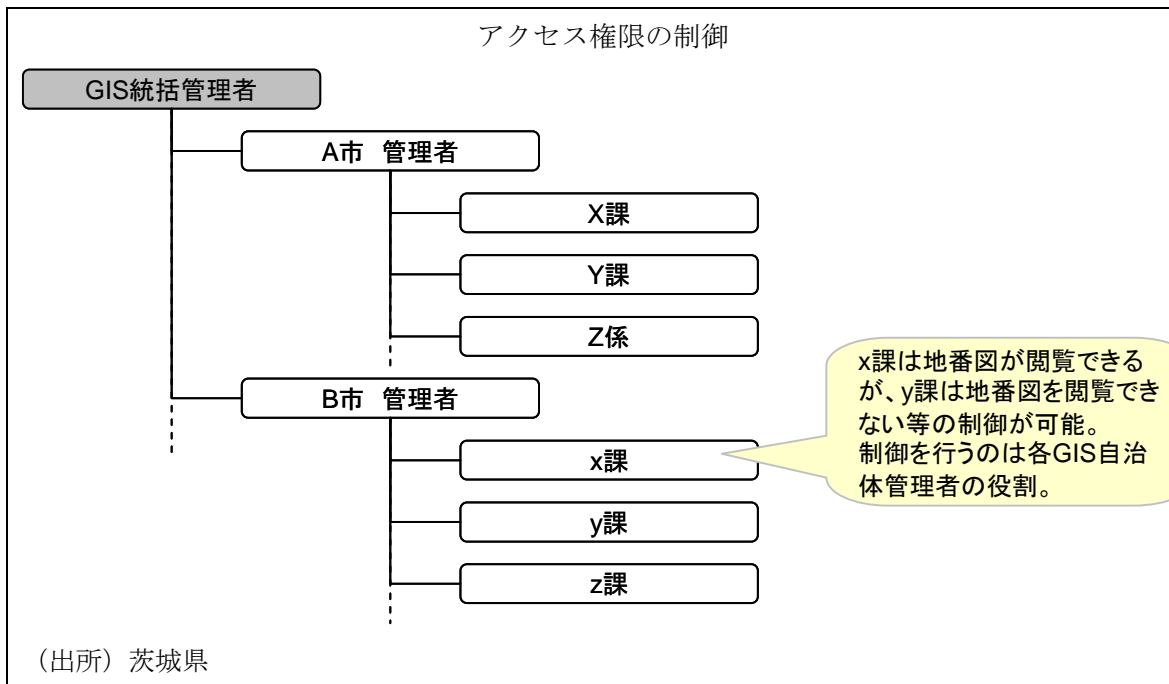 アクセス権限の制御
GIS統括管理者
A市 管理者
X課
Y課
Z係
B市 管理者
x課
y課
z課
x課は地番図が閲覧できる
が、y課は地番図を閲覧でき
ない等の制御が可能。
制御を行うのは各GIS自治
体管理者の役割。
（出所）茨城県